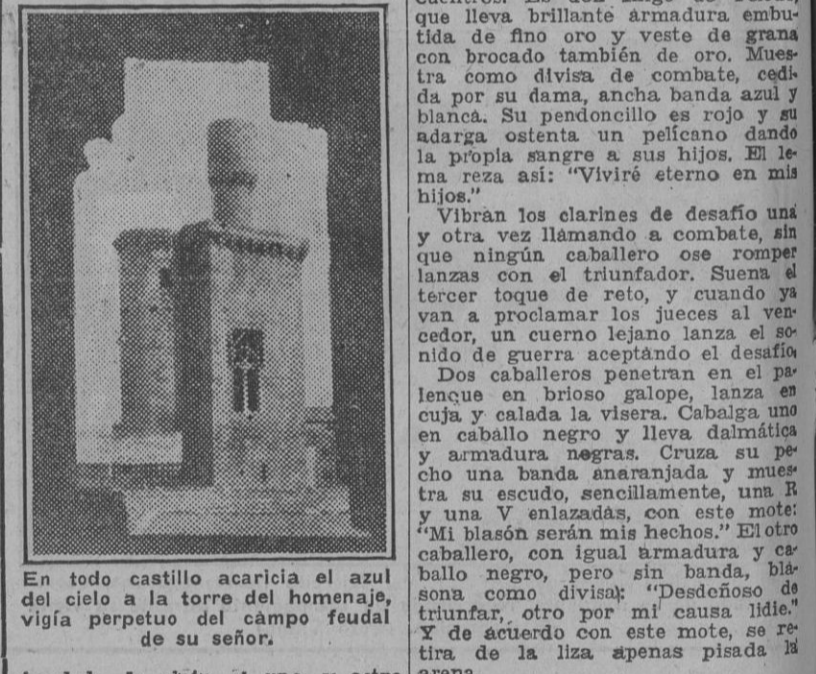 En todo castillo acaricia el azul
del cielo a la torre del homenaje,
vigía perpetuo del campo feudal
de su señor.
que lleva brillante armadura embu-
tida de fino oro y veste de grana
con brocado también de oro. Mues-
tra como divisa de combate, cedi-
da por su dama, ancha banda azul y
blanca. Su pendoncillo es rojo y su
adarga ostenta un pelícano dando
la propia sangre a sus hijos. El le-
ma reza así: "Viviré eterno en mis
hijos."
Vibran los clarines de desafío una
y otra vez llamando a combate, sin
que ningún caballero ose romper
lanzas con el triunfador. Suena el
tercer toque de reto, y cuando ya
van a proclamar los jueces al ven-
cedor, un cuerno lejano lanza el so-
nido de guerra aceptando el desafío.
Dos caballeros penetran en el pa-
lenque en brioso galope, lanza en
cuja y calada la visera. Cabalga uno
en caballo negro y lleva dalmática
y armadura negras. Cruza su pe-
cho una banda anaranjada y mues-
tra su escudo, sencillamente, una R
y una V enlazadas, con este mote:
"Mi blasón serán mis hechos." El otro
caballero, con igual armadura y ca-
ballo negro, pero sin banda, bla-
sona como divisa: "Desdeñoso de
triunfar, otro por mi causa lidie."
Y de acuerdo con este mote, se re-
tira de la liza apenas pisada la